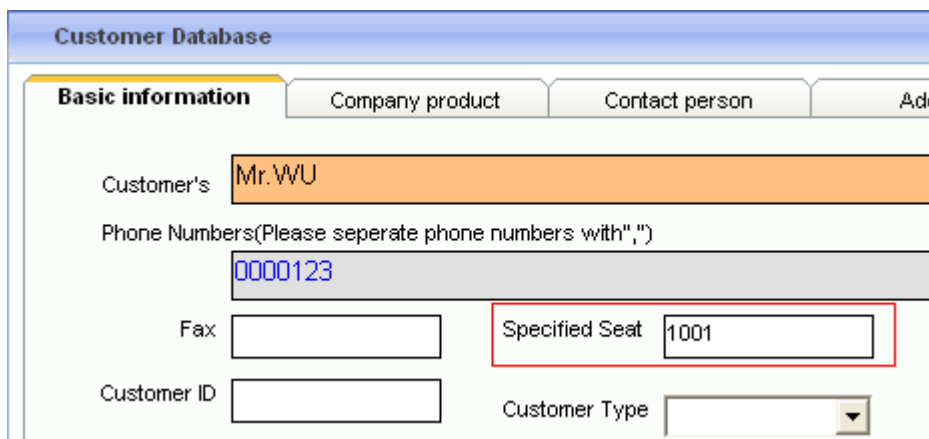 Customer Database
Basic information Company product Contact person
Customer's Mr.WU
Phone Numbers(Please seperate phone numbers with",")
0000123
Fax Specified Seat 1001
Customer ID Customer Type